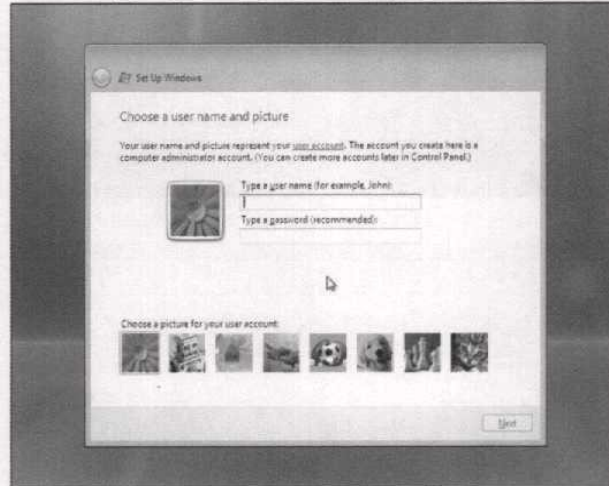 Set Up Windows
Choose a user name and picture
Your user name and picture represent your user account. The account you create here is a
computer administrator account. (You can create more accounts later in Control Panel.)
Type a user name (for example, John):
Type a password (recommended):
Choose a picture for your user account:
Next